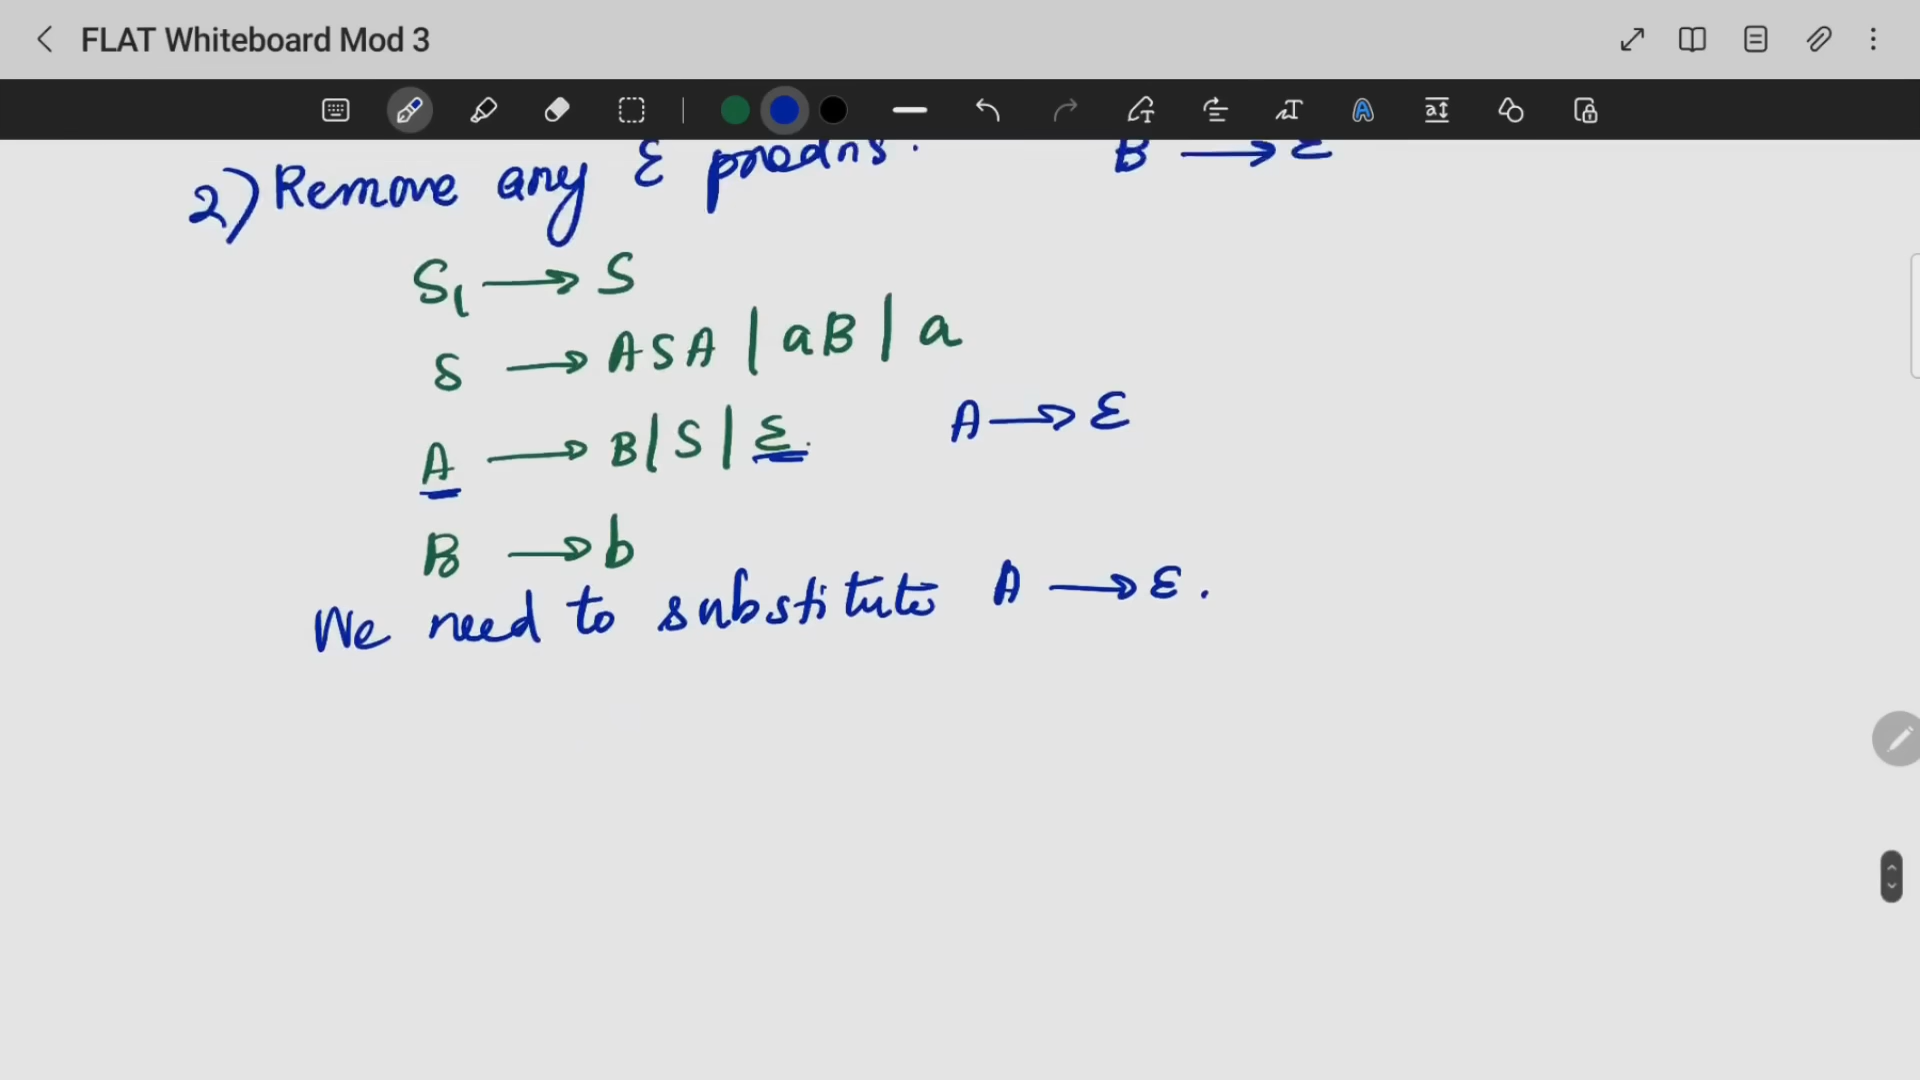 FLAT Whiteboard Mod 3
2) Remove any ε prodns. B → ε
S₁ → S
S → ASA | aB | a
A → B | S | ε. A → ε
B → b
We need to substitute A → ε.